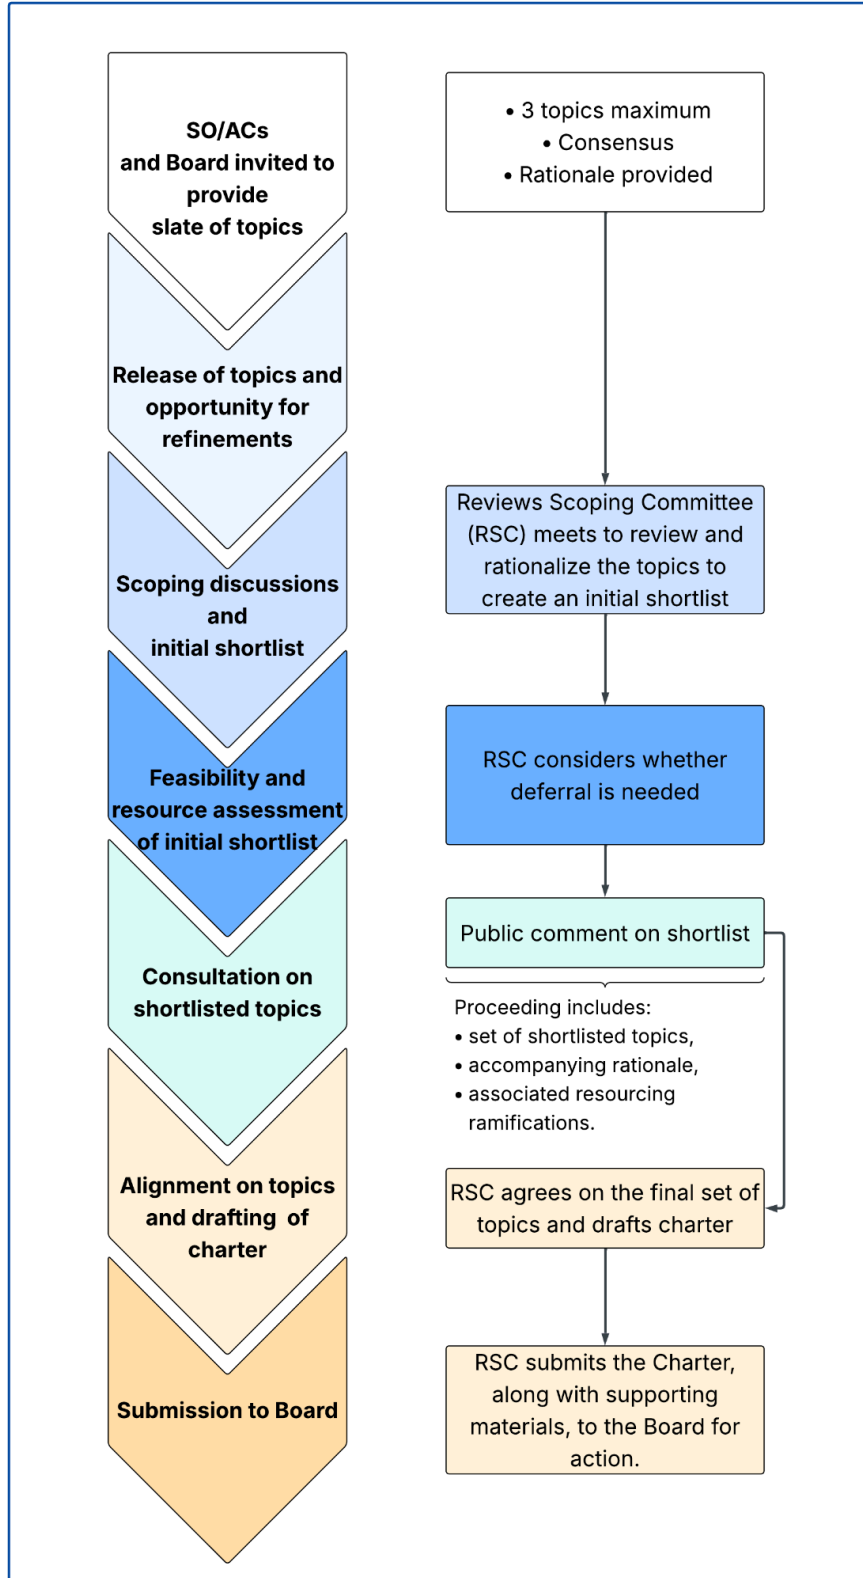 SO/ACs
and Board invited to
provide
slate of topics
• 3 topics maximum
• Consensus
• Rationale provided
Release of topics and
opportunity for
refinements
Scoping discussions
and
initial shortlist
Reviews Scoping Committee
(RSC) meets to review and
rationalize the topics to
create an initial shortlist
Feasibility and
resource assessment
of initial shortlist
RSC considers whether
deferral is needed
Consultation on
shortlisted topics
Public comment on shortlist
Proceeding includes:
• set of shortlisted topics,
• accompanying rationale,
• associated resourcing
ramifications.
Alignment on topics
and drafting of
charter
RSC agrees on the final set of
topics and drafts charter
Submission to Board
RSC submits the Charter,
along with supporting
materials, to the Board for
action.